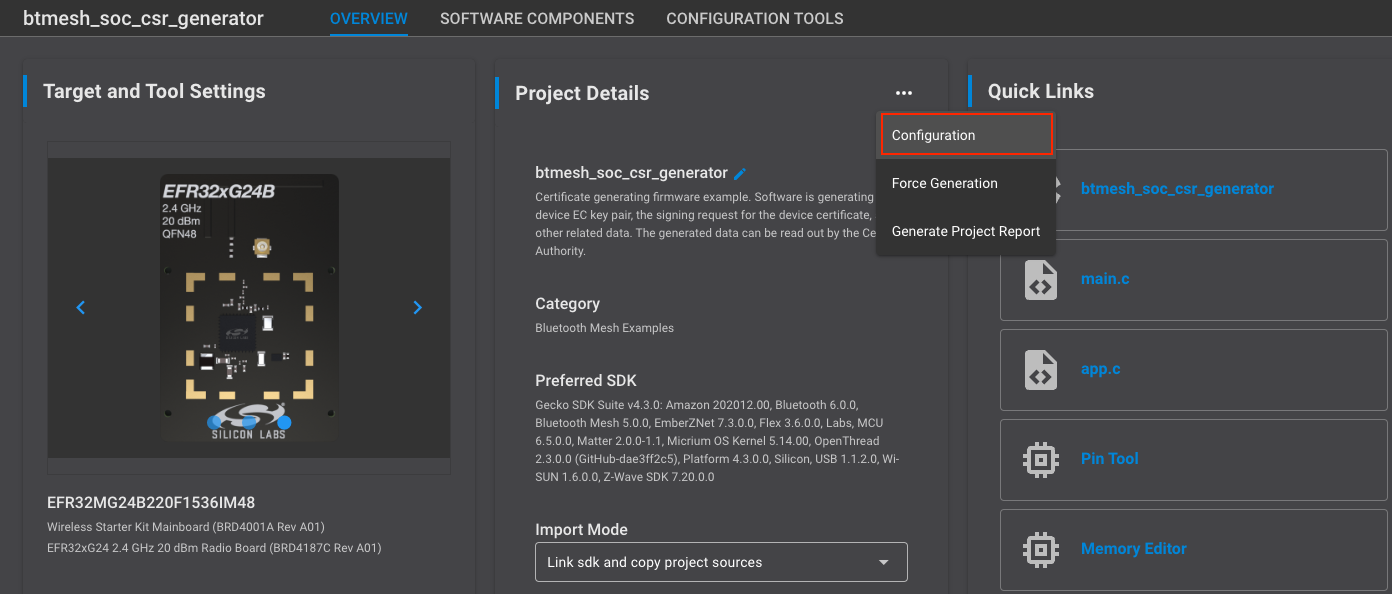 btmesh_soc_csr_generator
OVERVIEW
SOFTWARE COMPONENTS
CONFIGURATION TOOLS
Target and Tool Settings
EFR32xG24B
2.4 GHz
20 dBm
QFN48
SILICON LABS
EFR32MG24B220F1536IM48
Wireless Starter Kit Mainboard (BRD4001A Rev A01)
EFR32xG24 2.4 GHz 20 dBm Radio Board (BRD4187C Rev A01)
Project Details
Configuration
Force Generation
Generate Project Report
btmesh_soc_csr_generator
Certificate generating firmware example. Software is generating
device EC key pair, the signing request for the device certificate,
other related data. The generated data can be read out by the Ce
Authority.
Category
Bluetooth Mesh Examples
Preferred SDK
Gecko SDK Suite v4.3.0: Amazon 202012.00, Bluetooth 6.0.0,
Bluetooth Mesh 5.0.0, EmberZNet 7.3.0.0, Flex 3.6.0.0, Labs, MCU
6.5.0.0, Matter 2.0.0-1.1, Micrium OS Kernel 5.14.00, OpenThread
2.3.0.0 (GitHub-dae3ff2c5), Platform 4.3.0.0, Silicon, USB 1.1.2.0, Wi-
SUN 1.6.0.0, Z-Wave SDK 7.20.0.0
Import Mode
Link sdk and copy project sources
Quick Links
btmesh_soc_csr_generator
main.c
app.c
Pin Tool
Memory Editor